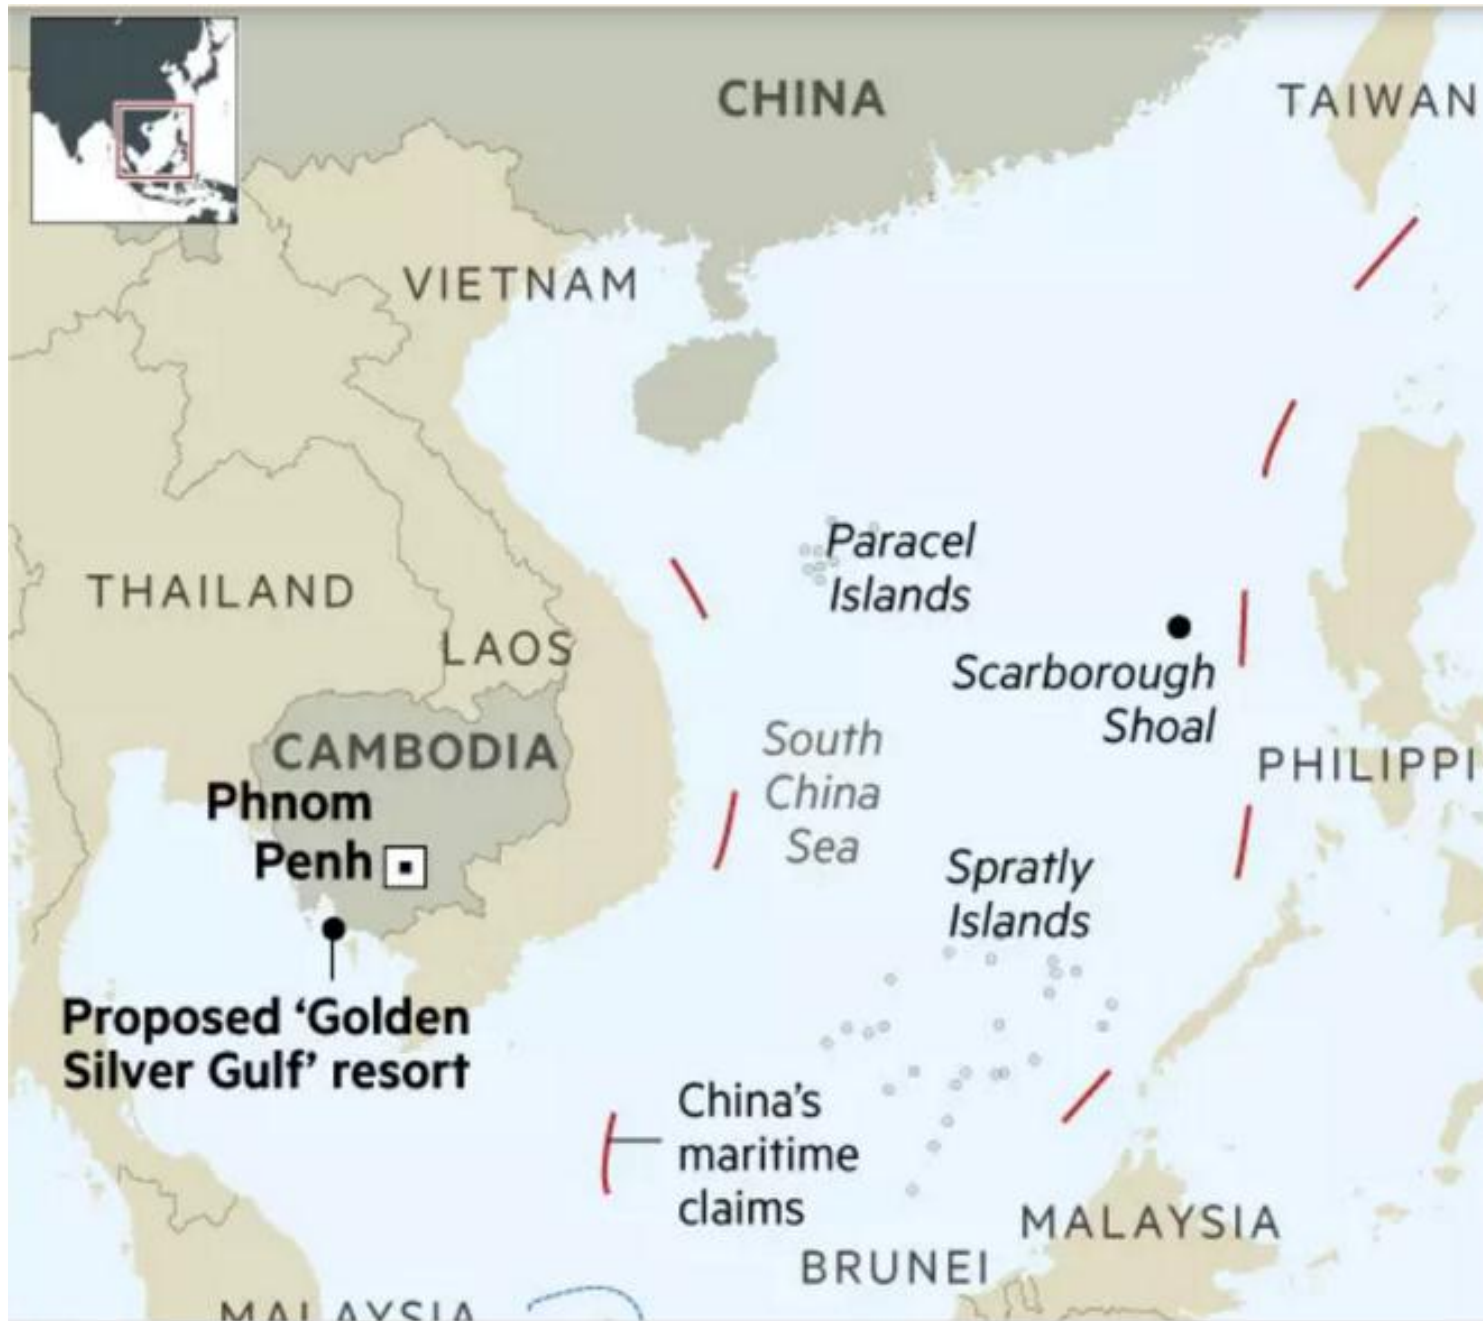 CHINA
TAIWAN
VIETNAM
Paracel
Islands
THAILAND
LAOS
Scarborough
Shoal
South
China
Sea
CAMBODIA
PHILIPPI
Phnom
Penh
Spratly
Islands
Proposed ‘Golden
Silver Gulf’ resort
China’s
maritime
claims
MALAYSIA
BRUNEI
MALAYSIA